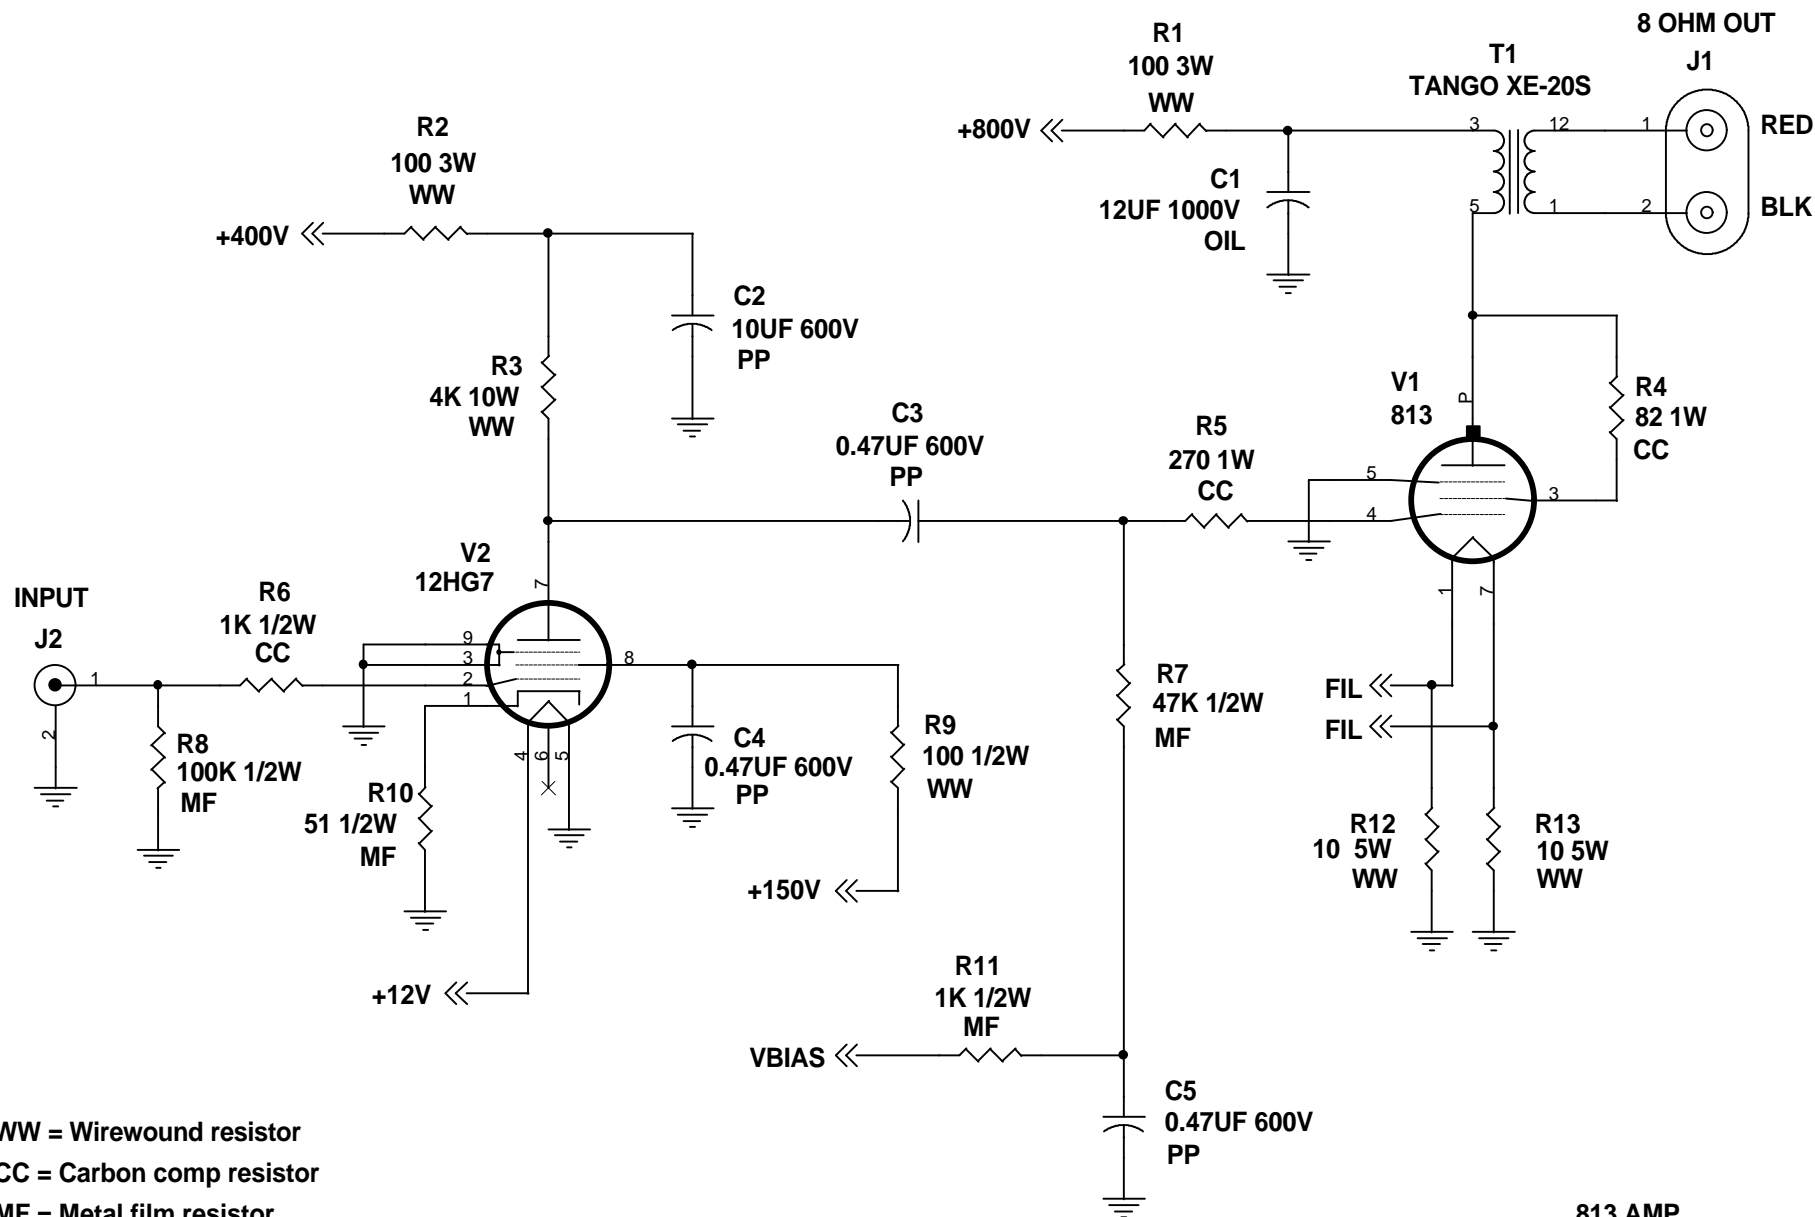 8 OHM OUT
J1
RED
BLK
1
2
T1
TANGO XE-20S
3
12
5
1
R1
100 3W
WW
+800V
C1
12UF 1000V
OIL
R2
100 3W
WW
+400V
C2
10UF 600V
PP
R3
4K 10W
WW
C3
0.47UF 600V
PP
R5
270 1W
CC
V1
813
P
5
4
3
1
7
R4
82 1W
CC
V2
12HG7
7
9
3
2
1
8
4
6
5
INPUT
J2
1
2
R6
1K 1/2W
CC
R8
100K 1/2W
MF
R10
51 1/2W
MF
C4
0.47UF 600V
PP
R9
100 1/2W
WW
+150V
+12V
R7
47K 1/2W
MF
FIL
FIL
R12
10 5W
WW
R13
10 5W
WW
R11
1K 1/2W
MF
VBIAS
C5
0.47UF 600V
PP
WW = Wirewound resistor
CC = Carbon comp resistor
MF = Metal film resistor
813 AMP